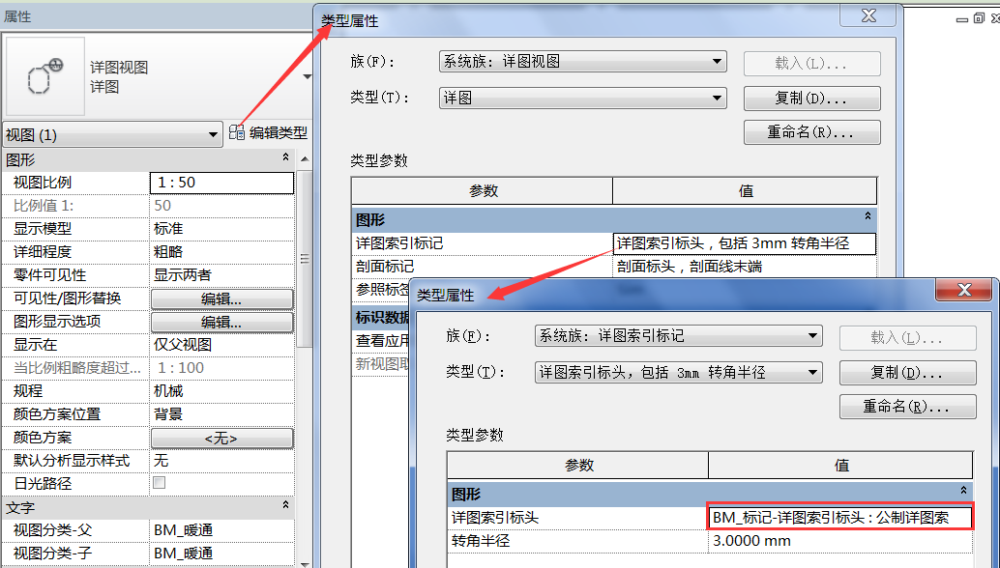 属性
详图视图
详图
视图 (1)
编辑类型
图形
视图比例 1 : 50
比例值 1: 50
显示模型 标准
详细程度 粗略
零件可见性 显示两者
可见性/图形替换 编辑...
图形显示选项 编辑...
显示在 仅父视图
当比例粗略度超过... 1 : 100
规程 机械
颜色方案位置 背景
颜色方案 <无>
默认分析显示样式 无
日光路径
文字
视图分类-父 BM_暖通
视图分类-子 BM_暖通
类型属性
族(F): 系统族: 详图视图 载入(L)...
类型(T): 详图 复制(D)...
重命名(R)...
类型参数
参数 值
图形
详图索引标记 详图索引标头，包括 3mm 转角半径
剖面标记 剖面标头，剖面线末端
参照标签
标识数据
查看应用
新视图
类型属性
族(F): 系统族: 详图索引标记 载入(L)...
类型(T): 详图索引标头, 包括 3mm 转角半径 复制(D)...
重命名(R)...
类型参数
参数 值
图形
详图索引标头 BM_标记-详图索引标头 : 公制详图索
转角半径 3.0000 mm